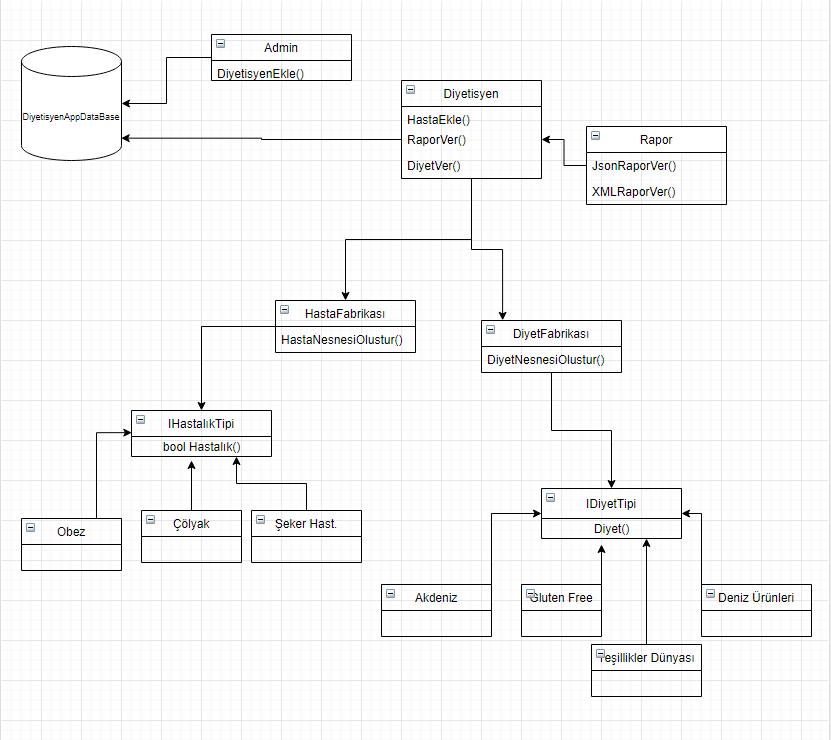 Admin
DiyetisyenEkle()
DiyetisyenAppDataBase
Diyetisyen
HastaEkle()
RaporVer()
DiyetVer()
Rapor
JsonRaporVer()
XMLRaporVer()
HastaFabrikası
HastaNesnesiOlustur()
DiyetFabrikası
DiyetNesnesiOlustur()
IHastalıkTipi
bool Hastalık()
Obez
Çölyak
Şeker Hast.
IDiyetTipi
Diyet()
Akdeniz
Gluten Free
Deniz Ürünleri
Yeşillikler Dünyası